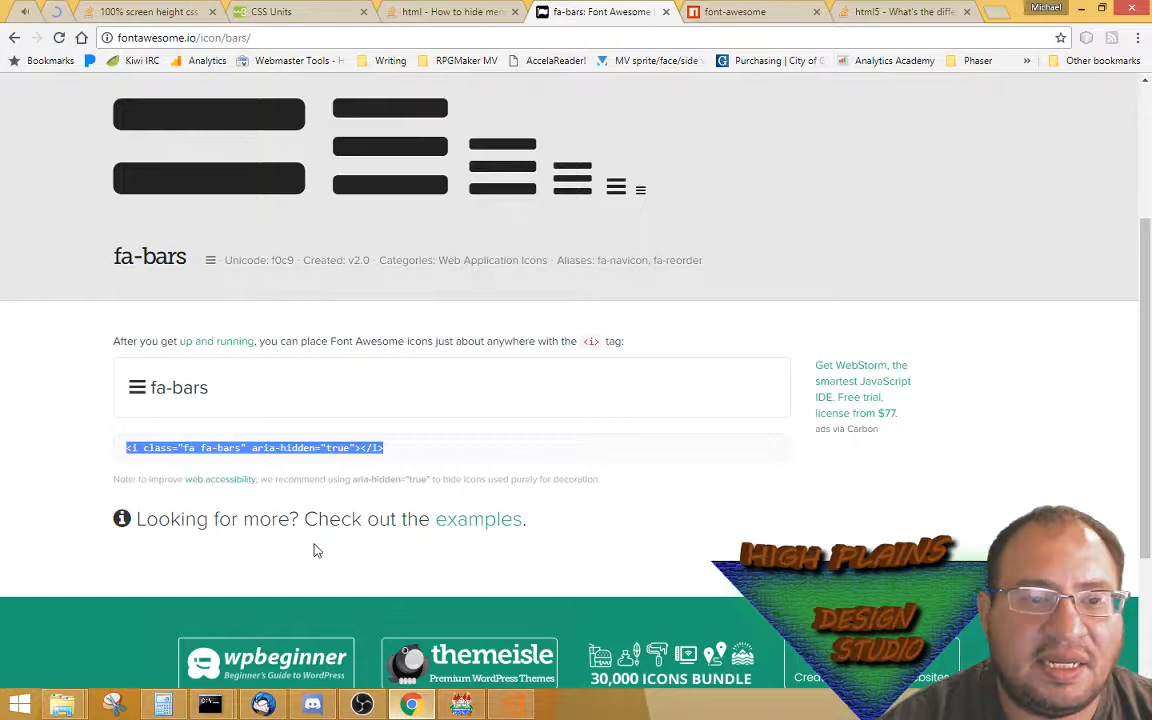 100% screen height css
CSS Units
html - How to hide men
fa-bars: Font Awesome I
font-awesome
html5 - What's the diffe
Michael
fontawesome.io/icon/bars/
Bookmarks
Kiwi IRC
Analytics
Webmaster Tools - H
Writing
RPGMaker MV
AccelaReader!
MV sprite/face/side
Purchasing | City of C
Analytics Academy
Phaser
»
Other bookmarks
fa-bars
· Unicode: f0c9 · Created: v2.0 · Categories: Web Application Icons · Aliases: fa-navicon, fa-reorder
After you get up and running, you can place Font Awesome icons just about anywhere with the <i> tag:
fa-bars
<i class="fa fa-bars" aria-hidden="true"></i>
Note: to improve web accessibility, we recommend using aria-hidden="true" to hide icons used purely for decoration.
Looking for more? Check out the examples.
Get WebStorm, the
smartest JavaScript
IDE. Free trial,
license from $77.
ads via Carbon
HIGH PLAINS
DESIGN
STUDIO
wpbeginner
Beginner's Guide to WordPress
themeisle
Premium WordPress Themes
30,000 ICONS BUNDLE